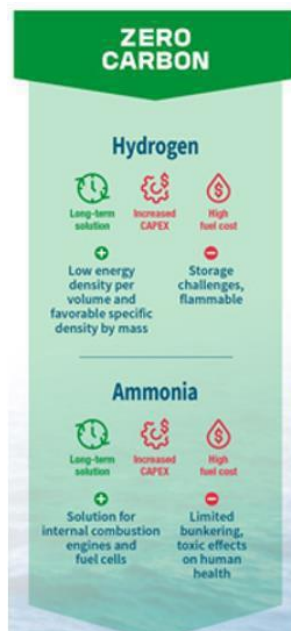 ZERO
CARBON
Hydrogen
Long-term
solution
Increased
CAPEX
High
fuel cost
Low energy
density per
volume and
favorable specific
density by mass
Storage
challenges,
flammable
Ammonia
Long-term
solution
Increased
CAPEX
High
fuel cost
Solution for
internal combustion
engines and
fuel cells
Limited
bunkering,
toxic effects
on human
health